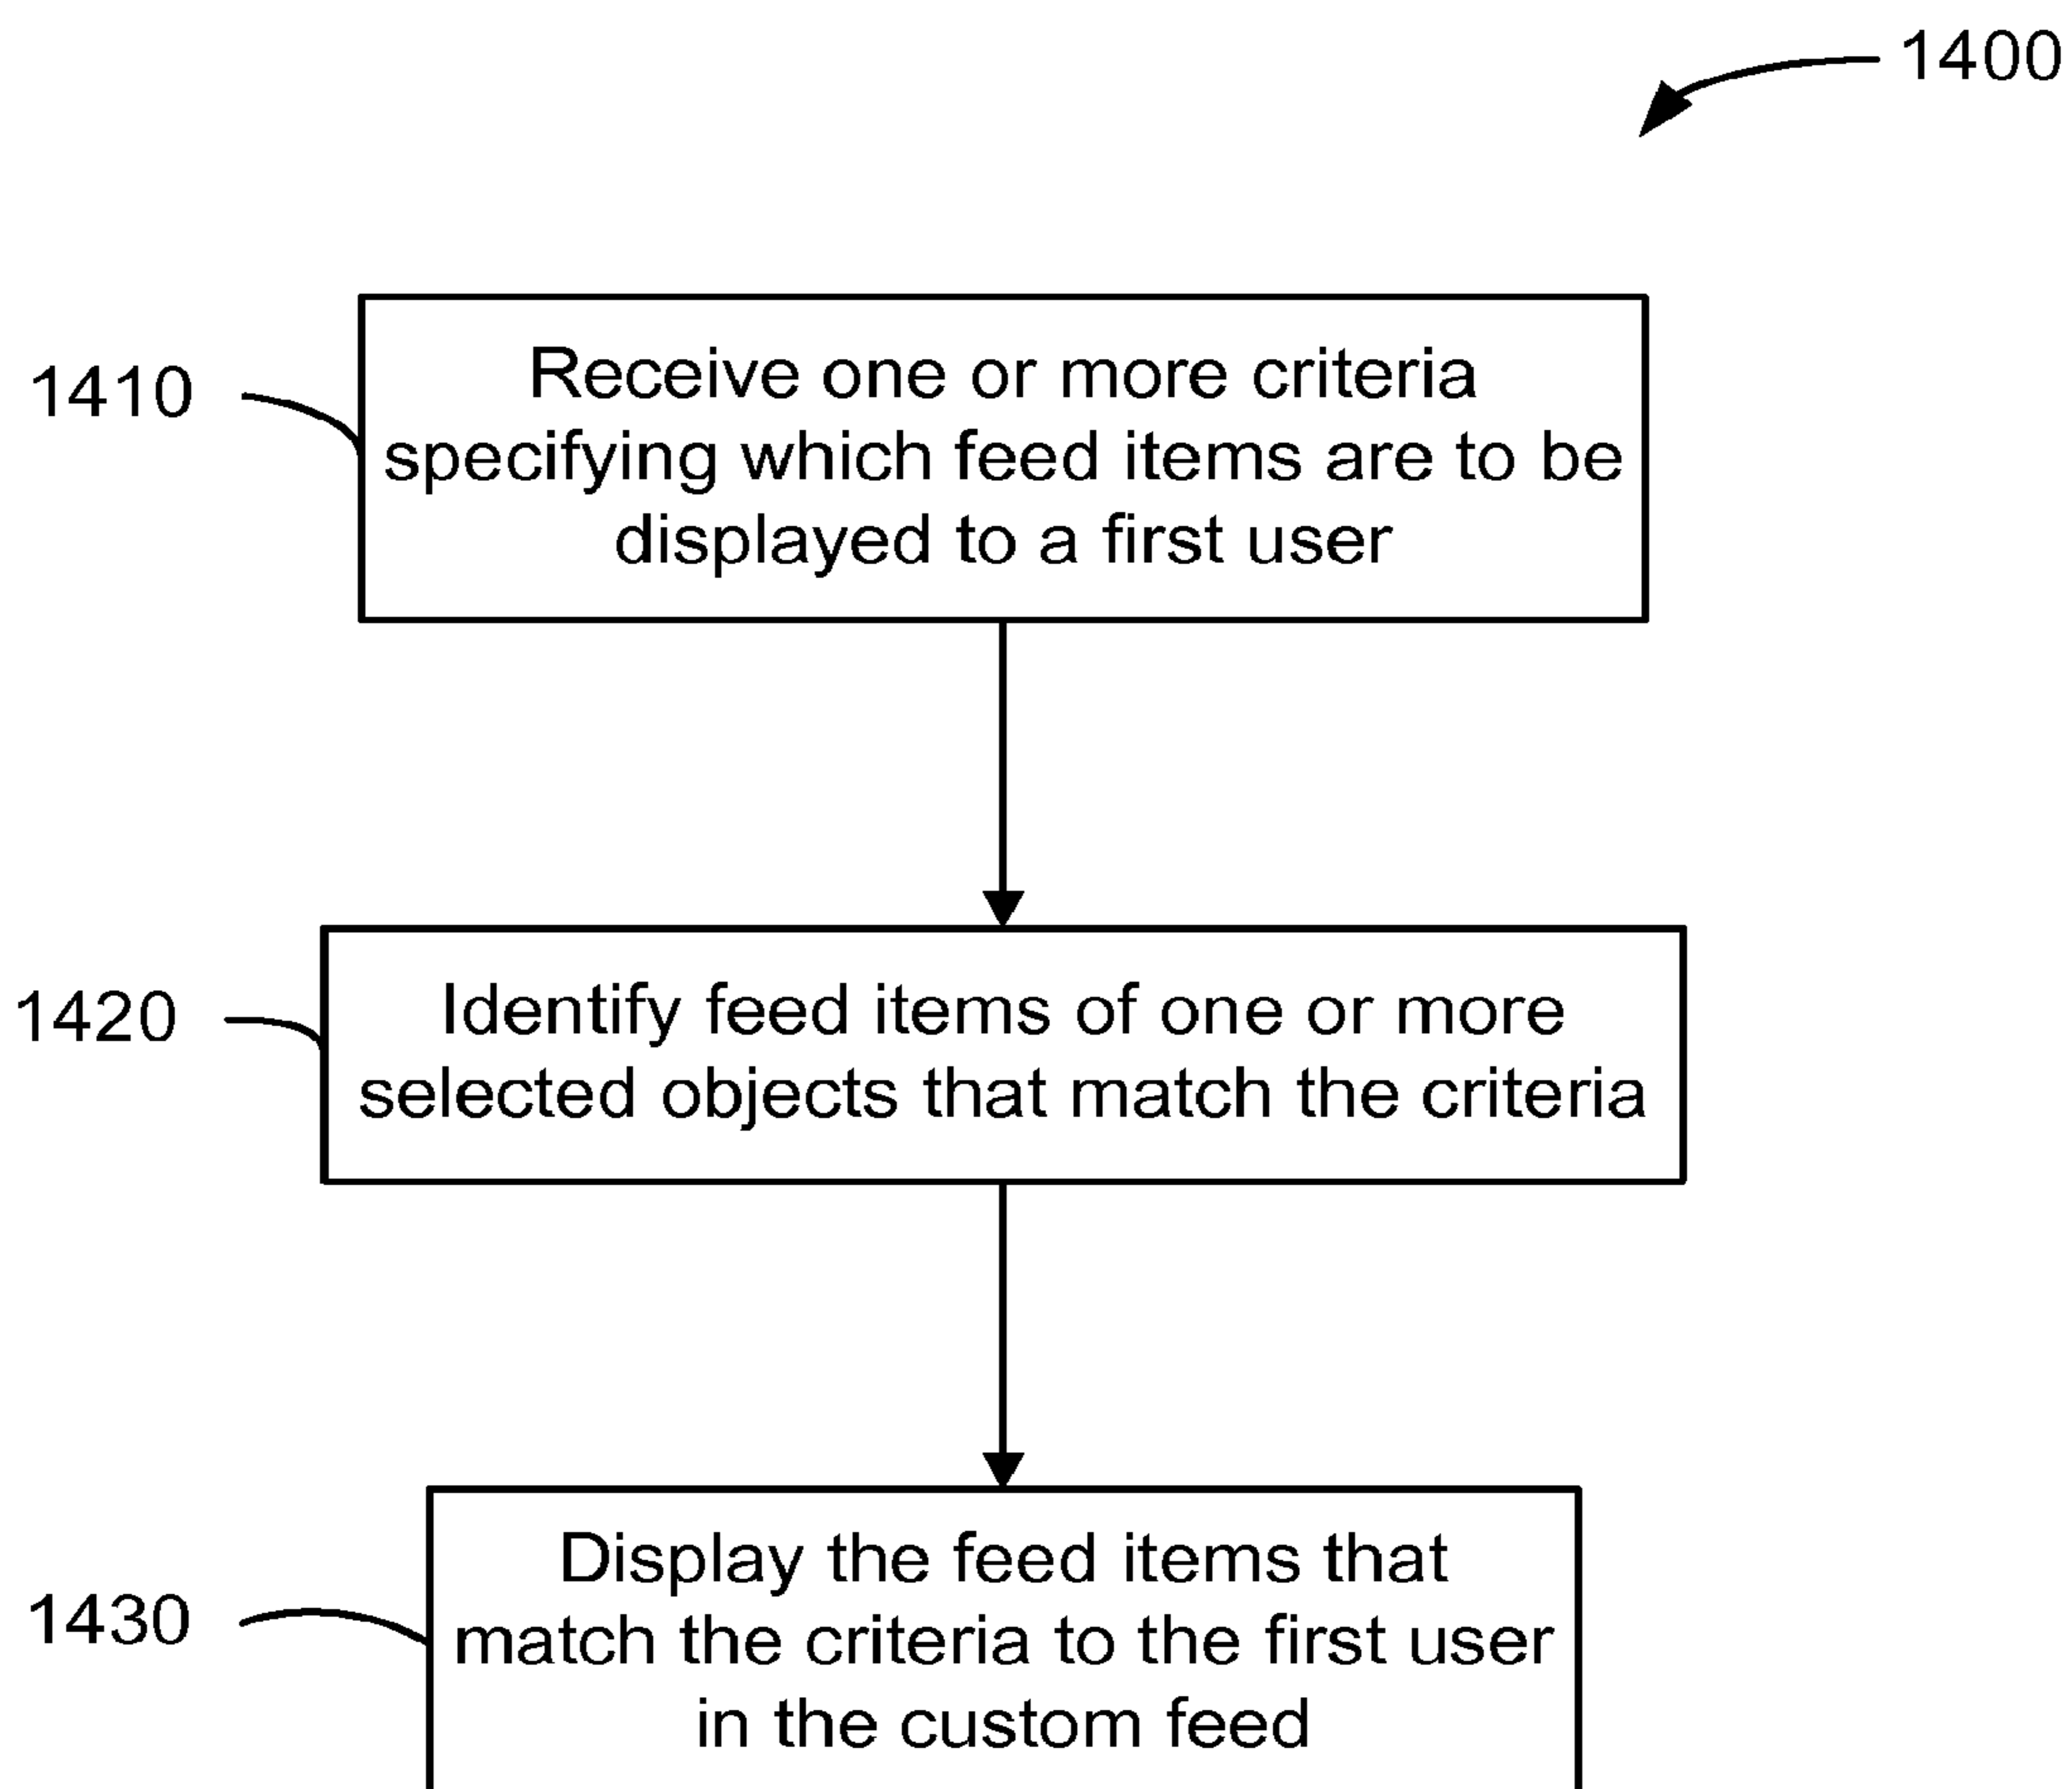 1400
1410
Receive one or more criteria
specifying which feed items are to be
displayed to a first user
1420
Identify feed items of one or more
selected objects that match the criteria
1430
Display the feed items that
match the criteria to the first user
in the custom feed